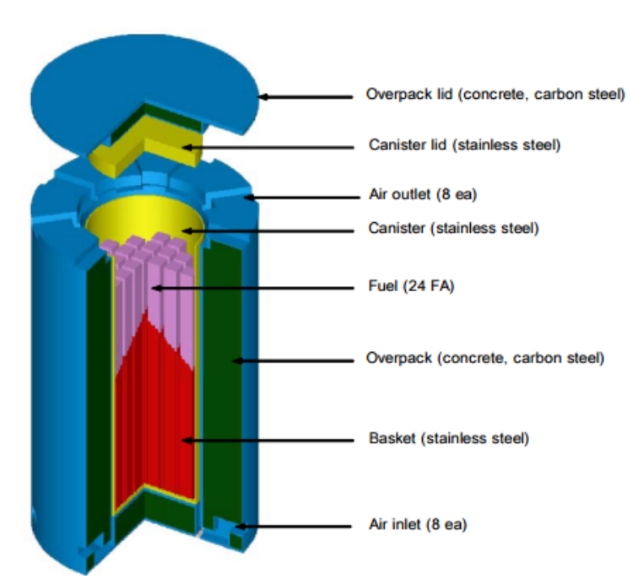 Overpack lid (concrete, carbon steel)
Canister lid (stainless steel)
Air outlet (8 ea)
Canister (stainless steel)
Fuel (24 FA)
Overpack (concrete, carbon steel)
Basket (stainless steel)
Air inlet (8 ea)